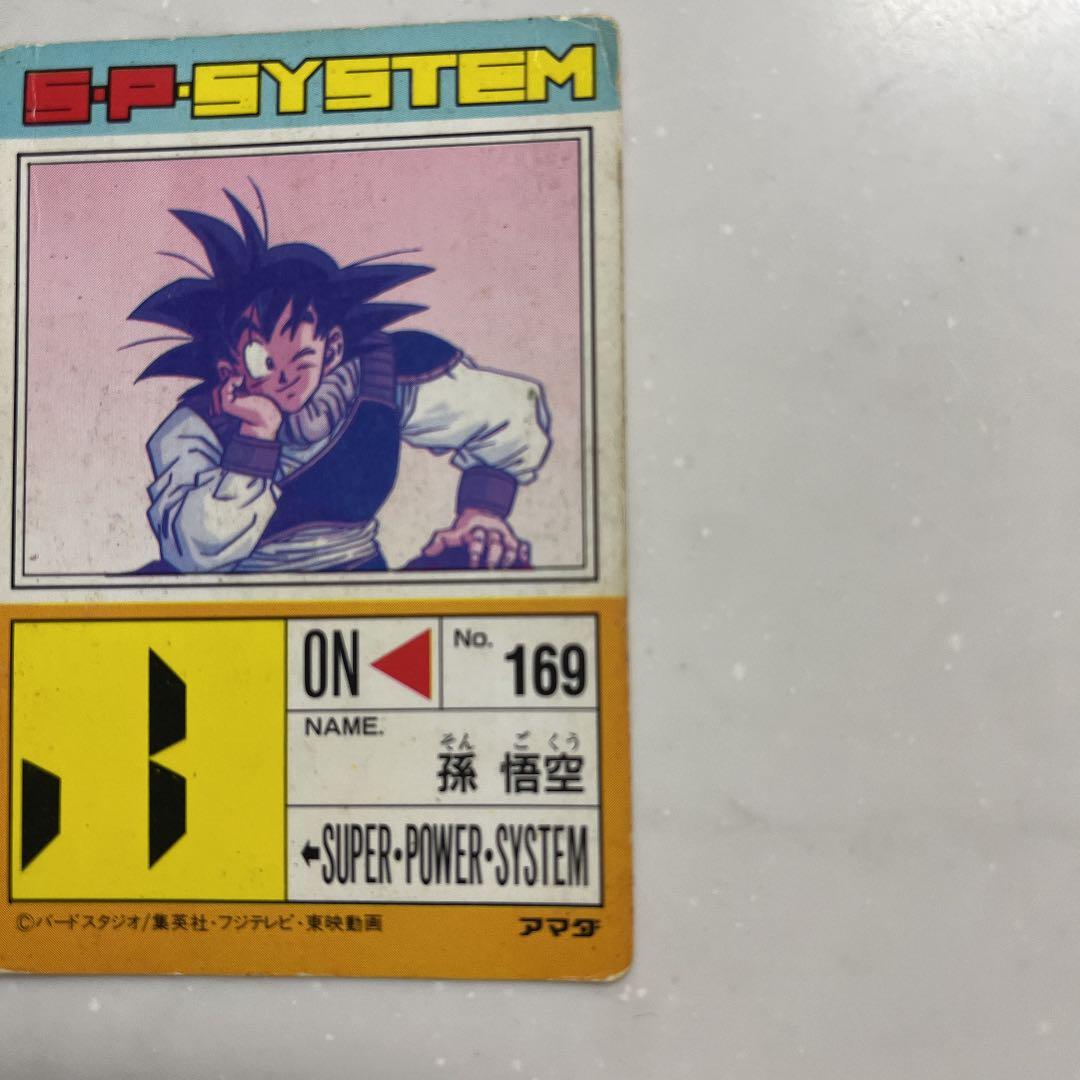 S·P·SYSTEM
ON
No. 169
NAME.
そん ご くう
孫 悟空
SUPER·POWER·SYSTEM
©バードスタジオ/集英社・フジテレビ・東映動画
アマダ